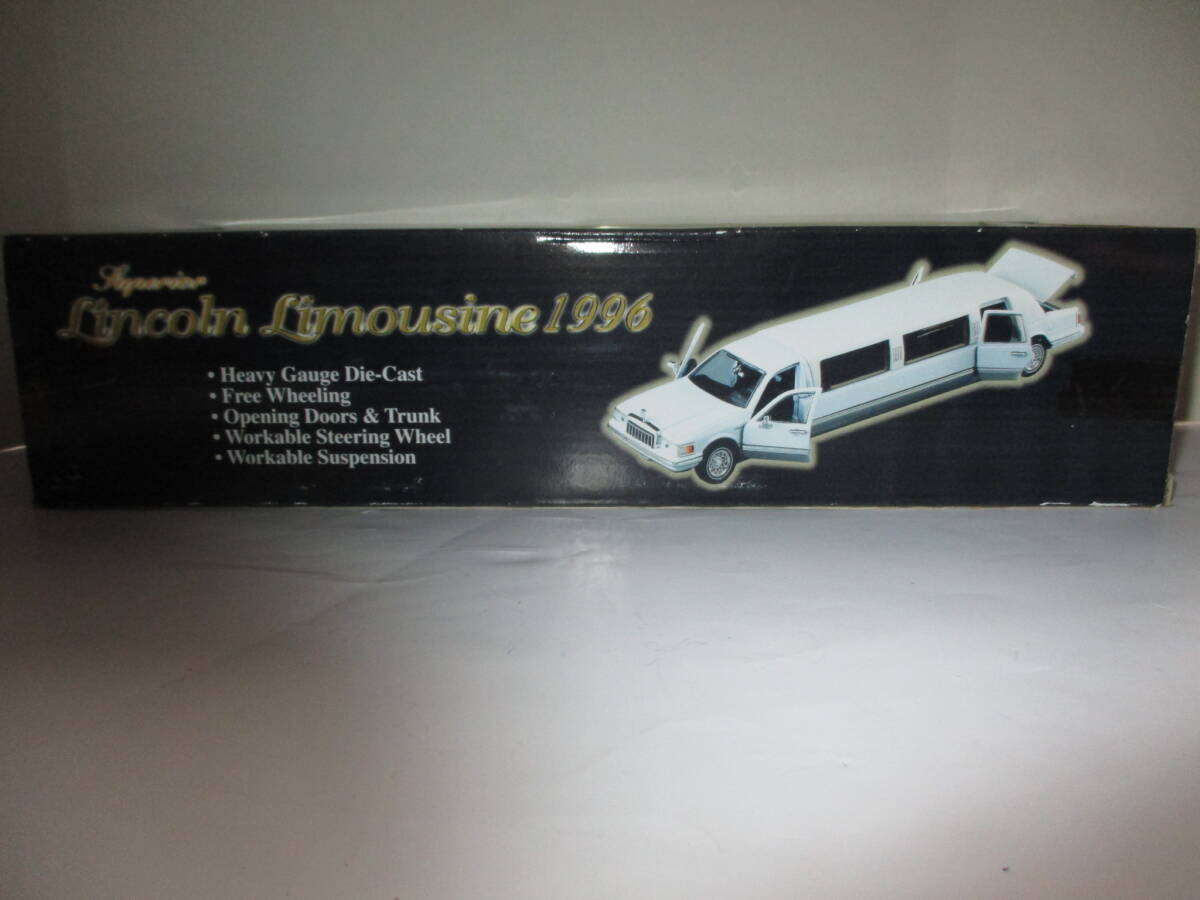 Superior
Lincoln Limousine 1996
• Heavy Gauge Die-Cast
• Free Wheeling
• Opening Doors & Trunk
• Workable Steering Wheel
• Workable Suspension